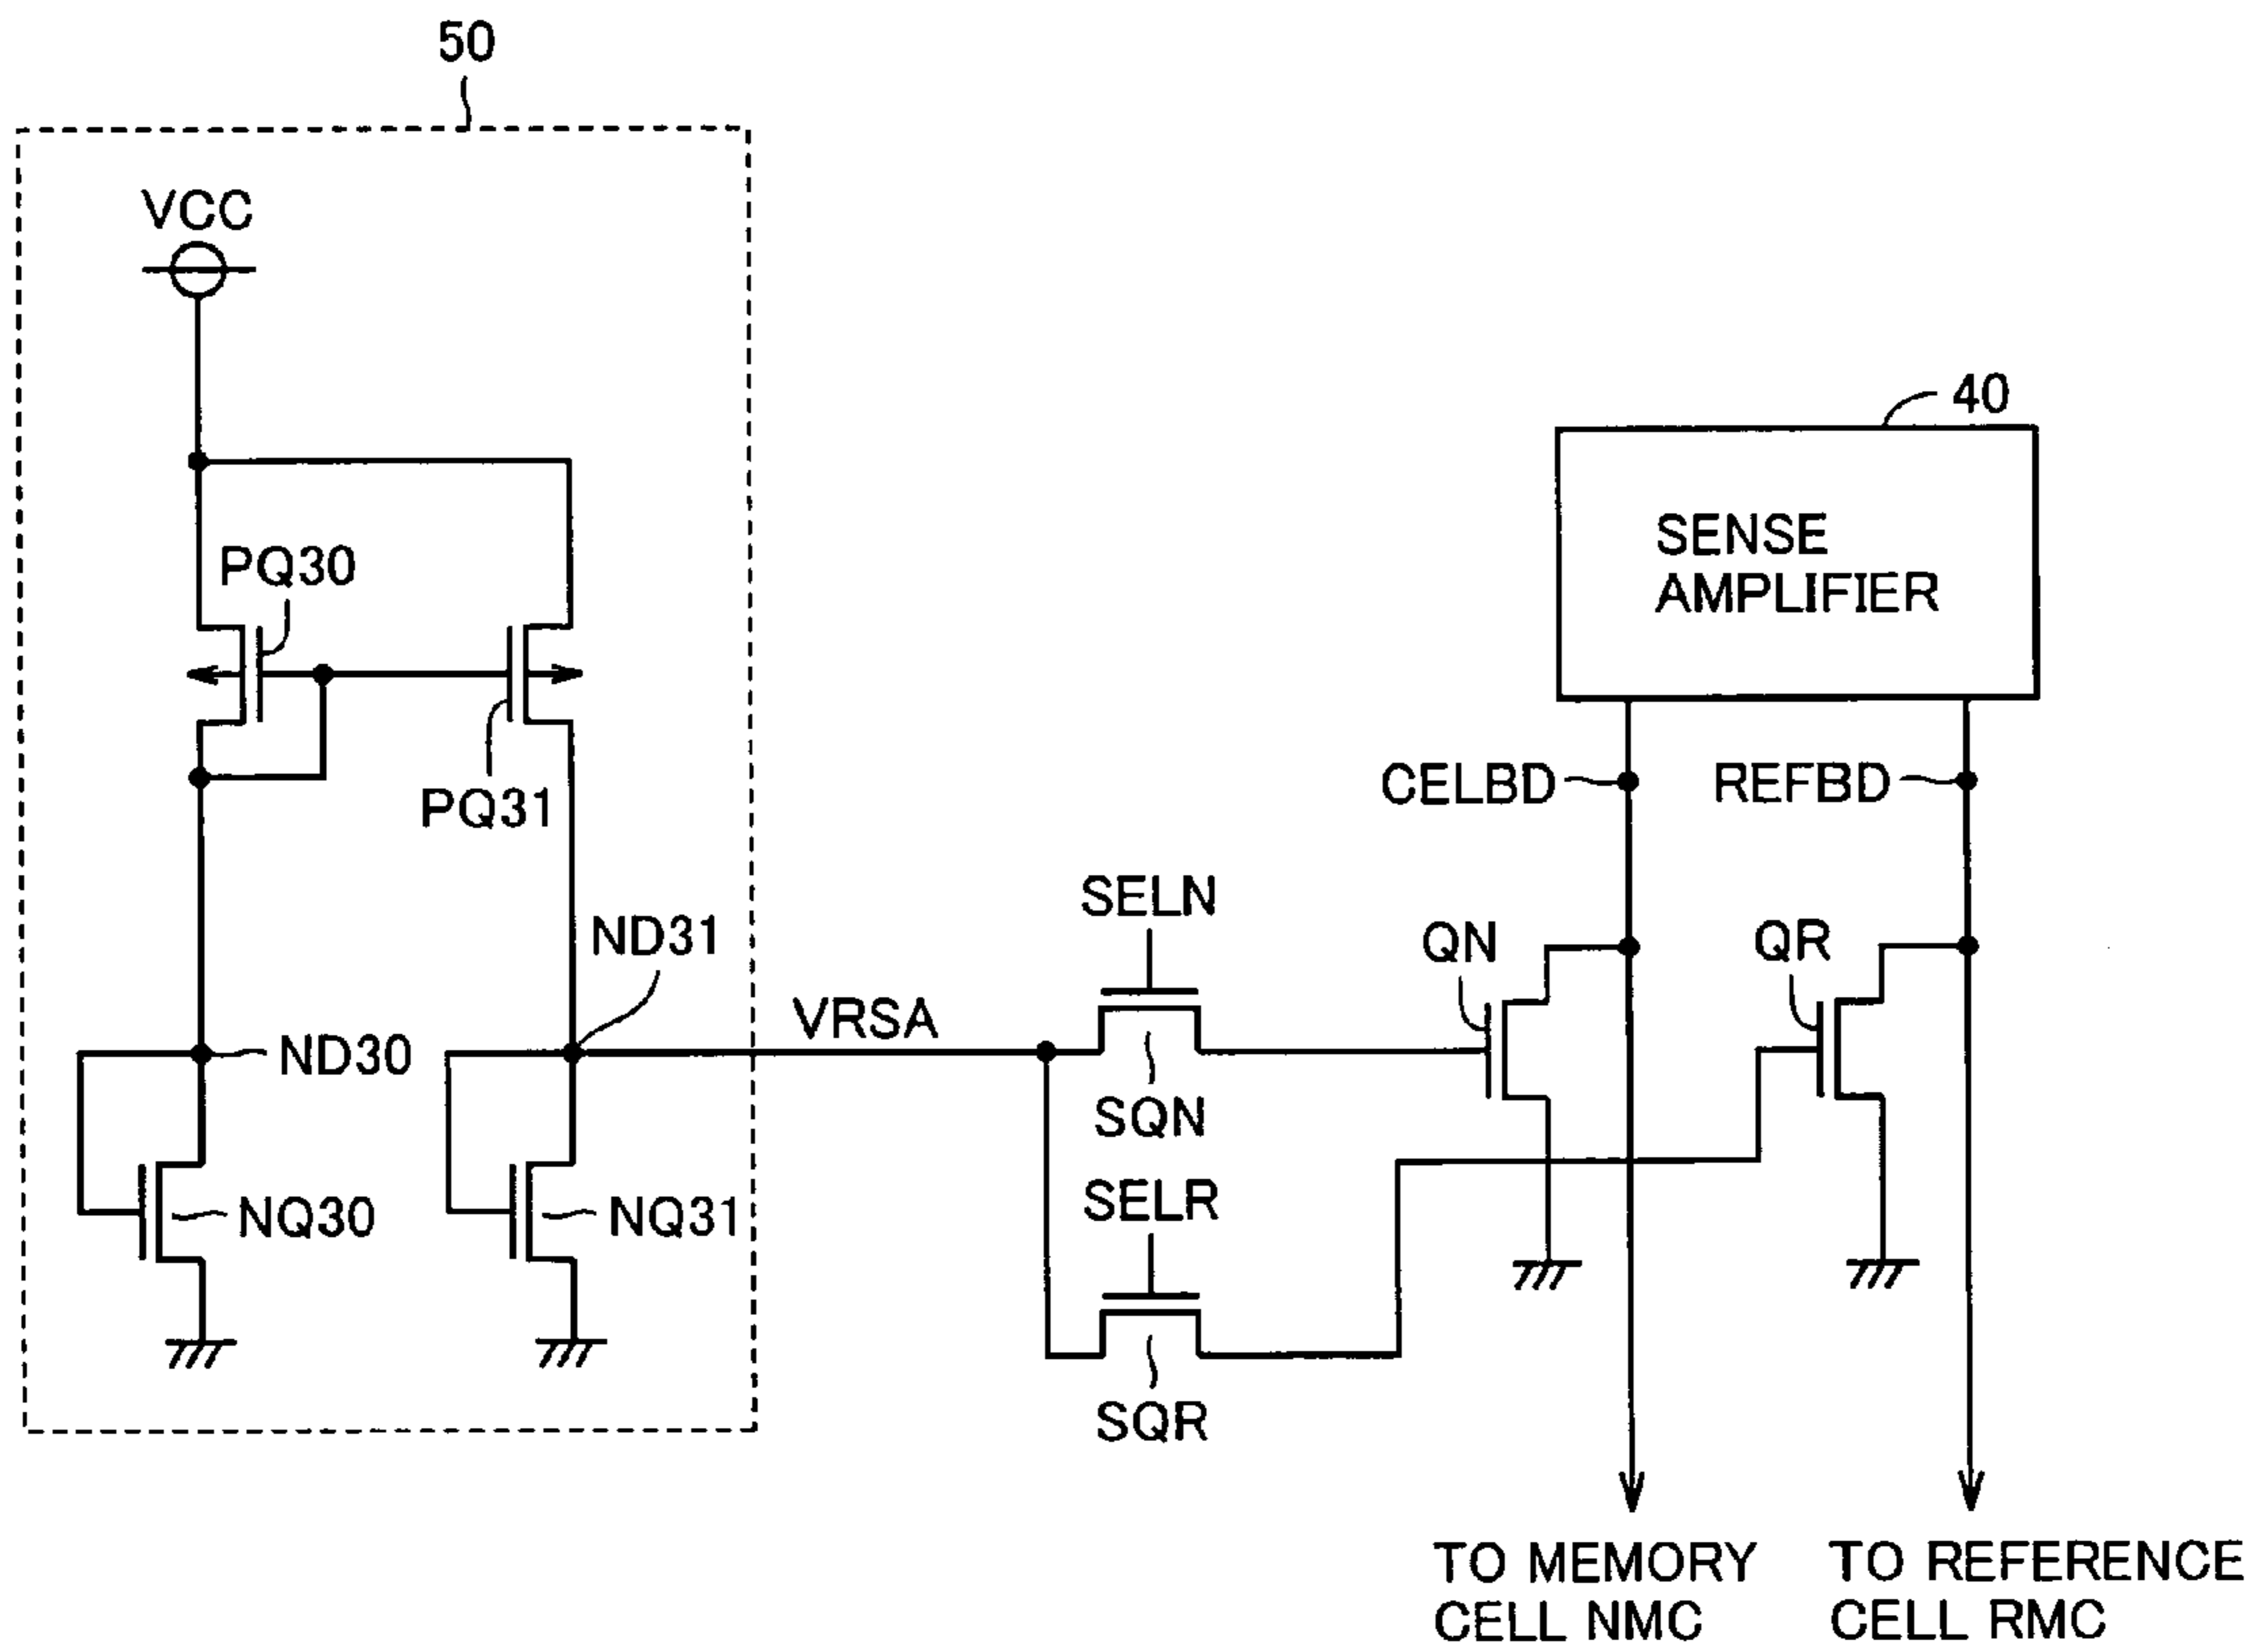 50
VCC
40
SENSE
AMPLIFIER
PQ30
PQ31
CELBD
REFBD
SELN
ND31
QN
QR
VRSA
ND30
SQN
SELR
NQ30
NQ31
SQR
TO MEMORY
CELL NMC
TO REFERENCE
CELL RMC